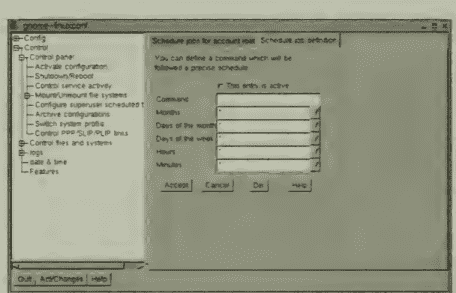 gnome-linuxconf
Config
Control
Control panel
Activate configuration
Shutdown/Reboot
Control service activity
Mount/Unmount file systems
Configure superuser scheduled t
Archive configurations
Switch system profile
Control PPP/SLIP/PLIP links
Control files and systems
logs
date & time
Features
Schedule jobs for account root
Schedule job definition
You can define a command which will be
followed a precise schedule
This entry is active
Command
Months
Days of the month
Days of the week
Hours
Minutes
Accept
Cancel
Del
Help
Quit
Act/Changes
Help